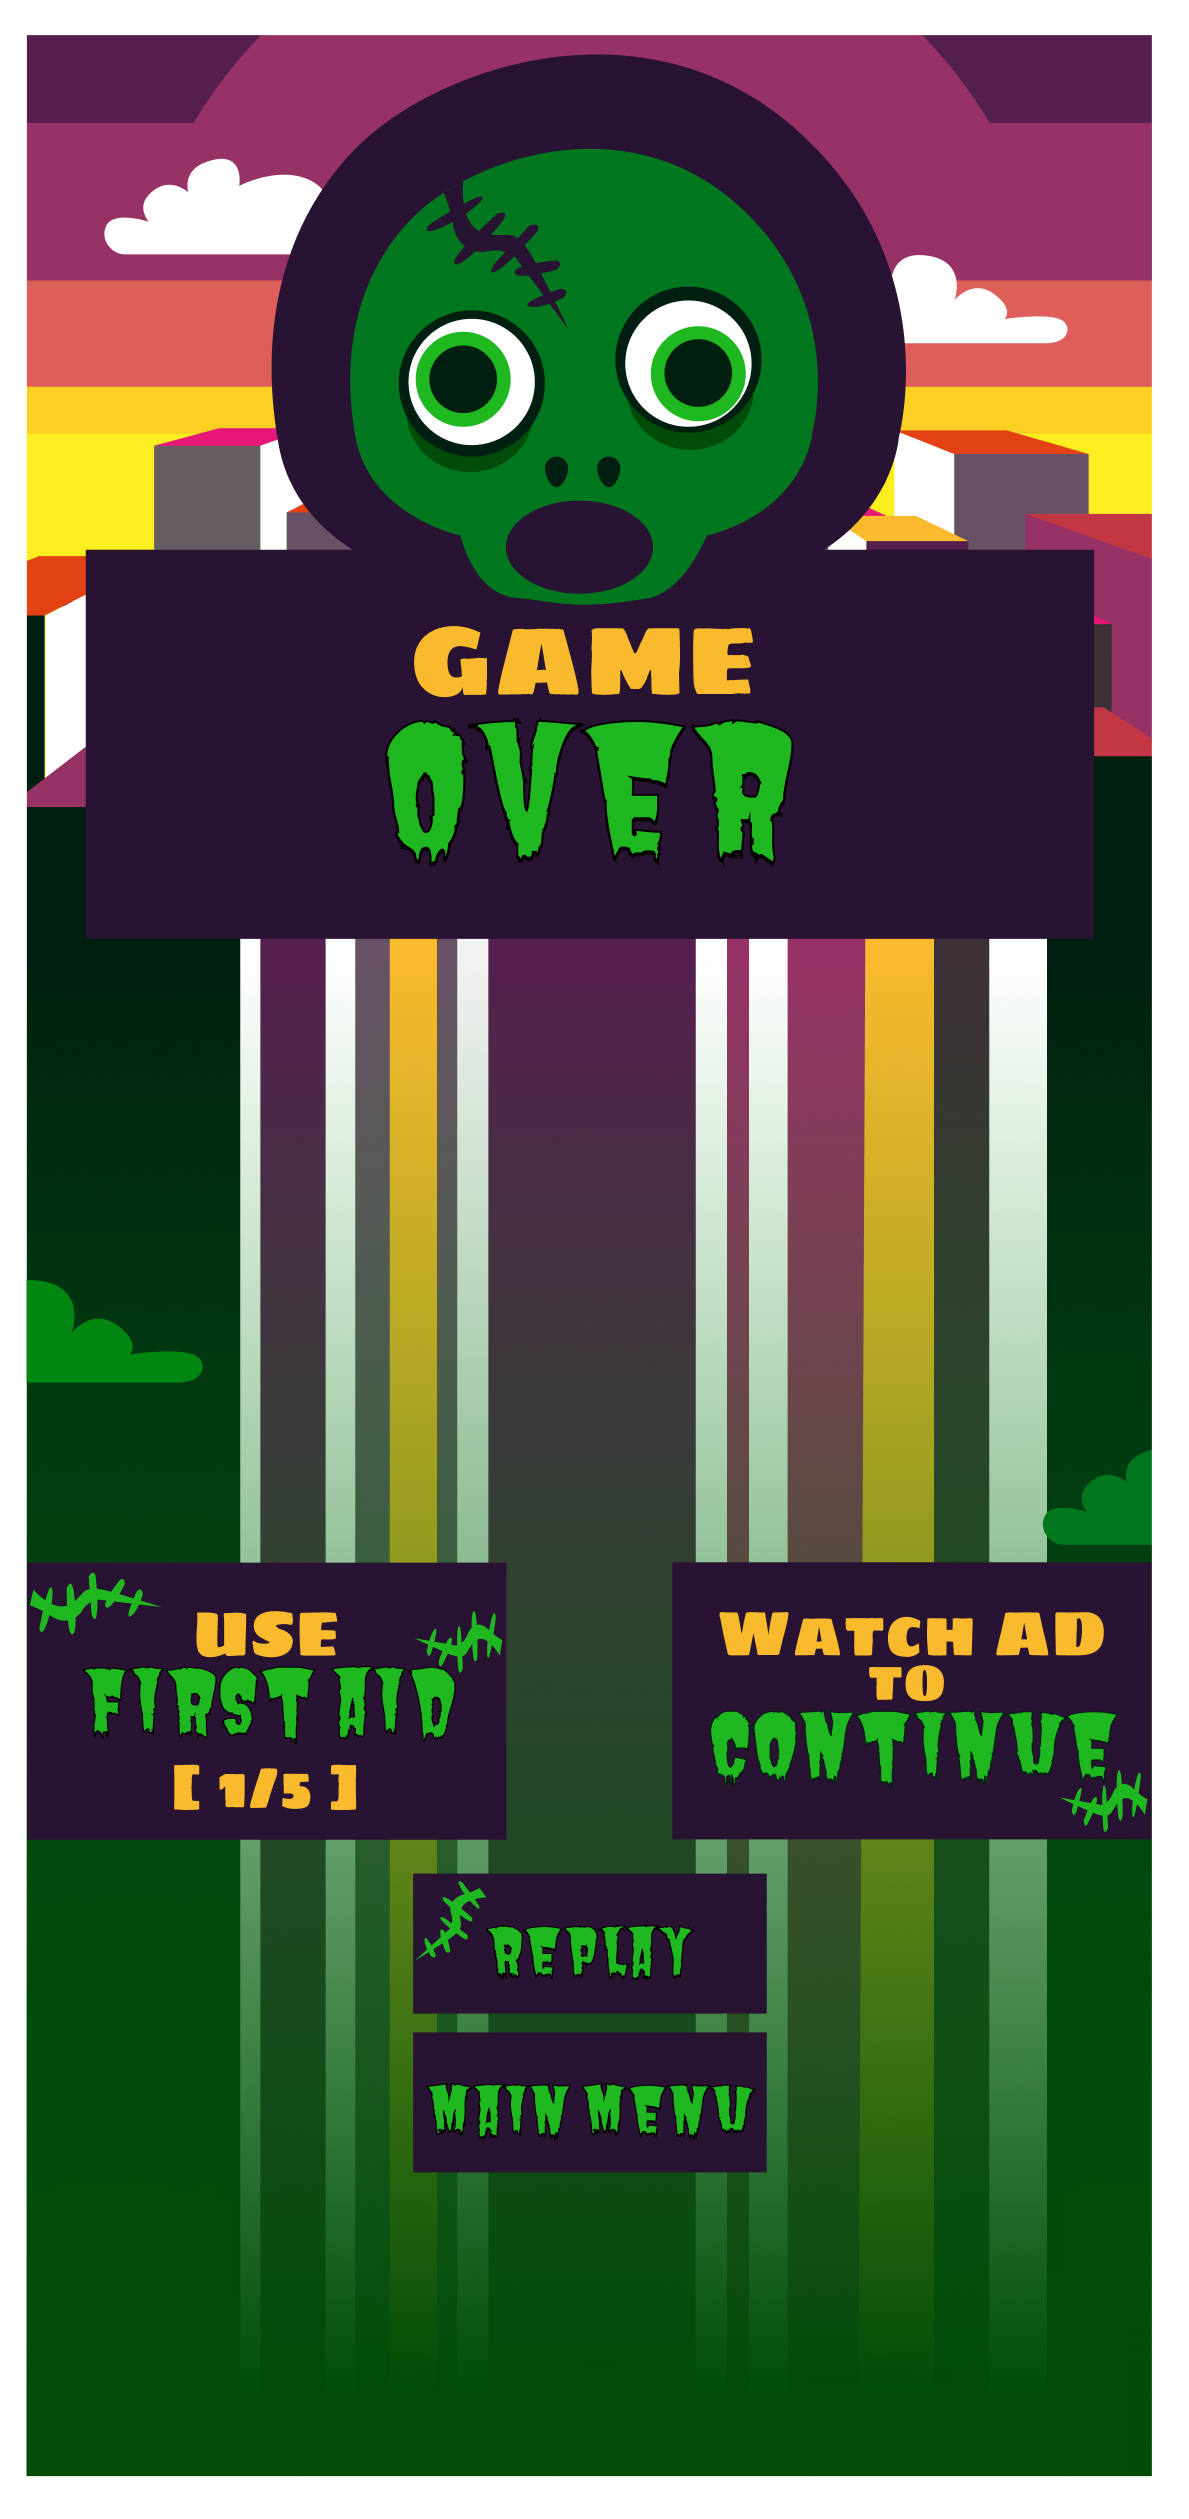 GAME
OVER
USE
FIRST AID
[ 1/5 ]
WATCH AD
TO
CONTINUE
REPLAY
MAIN MENU